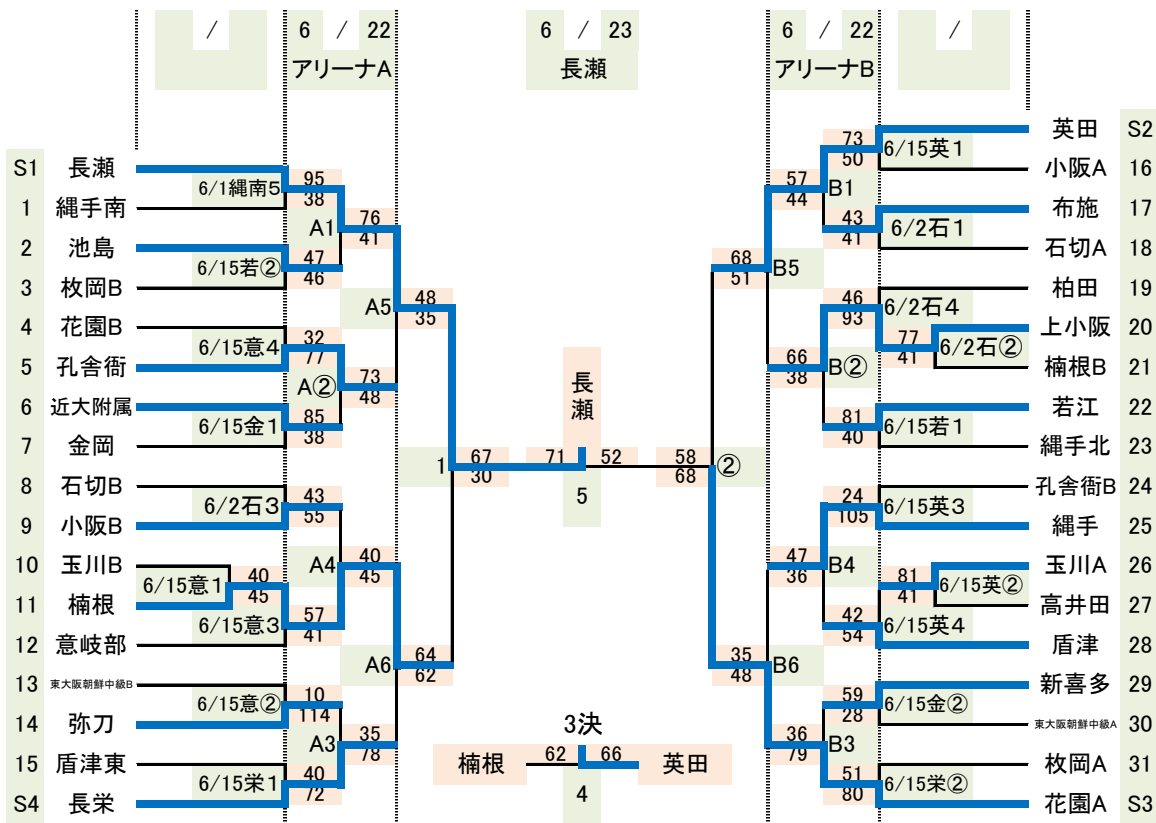 /
6 / 22
アリーナA
6 / 23
長瀬
6 / 22
アリーナB
/
S1 長瀬
1 縄手南
2 池島
3 枚岡B
4 花園B
5 孔舎衙
6 近大附属
7 金岡
8 石切B
9 小阪B
10 玉川B
11 楠根
12 意岐部
13 東大阪朝鮮中級B
14 弥刀
15 盾津東
S4 長栄
6/1縄南5
6/15若②
6/15意4
6/15金1
6/2石3
6/15意1
40
45
6/15意3
6/15意②
6/15栄1
95
38
A1
47
46
32
77
A②
85
38
43
55
A4
57
41
10
114
A3
40
72
76
41
A5
73
48
40
45
A6
35
78
48
35
64
62
1
67
30
71
長瀬
52
5
58
68
②
3決
楠根
62
66
英田
4
68
51
B5
35
48
B6
57
44
B1
66
38
B②
47
36
B4
36
79
B3
73
50
43
41
46
93
81
40
24
105
42
54
59
28
51
80
6/15英1
6/2石1
6/2石4
77
41
6/2石②
6/15若1
6/15英3
81
41
6/15英②
6/15英4
6/15金②
6/15栄②
英田 S2
小阪A 16
布施 17
石切A 18
柏田 19
上小阪 20
楠根B 21
若江 22
縄手北 23
孔舎衙B 24
縄手 25
玉川A 26
高井田 27
盾津 28
新喜多 29
東大阪朝鮮中級A 30
枚岡A 31
花園A S3